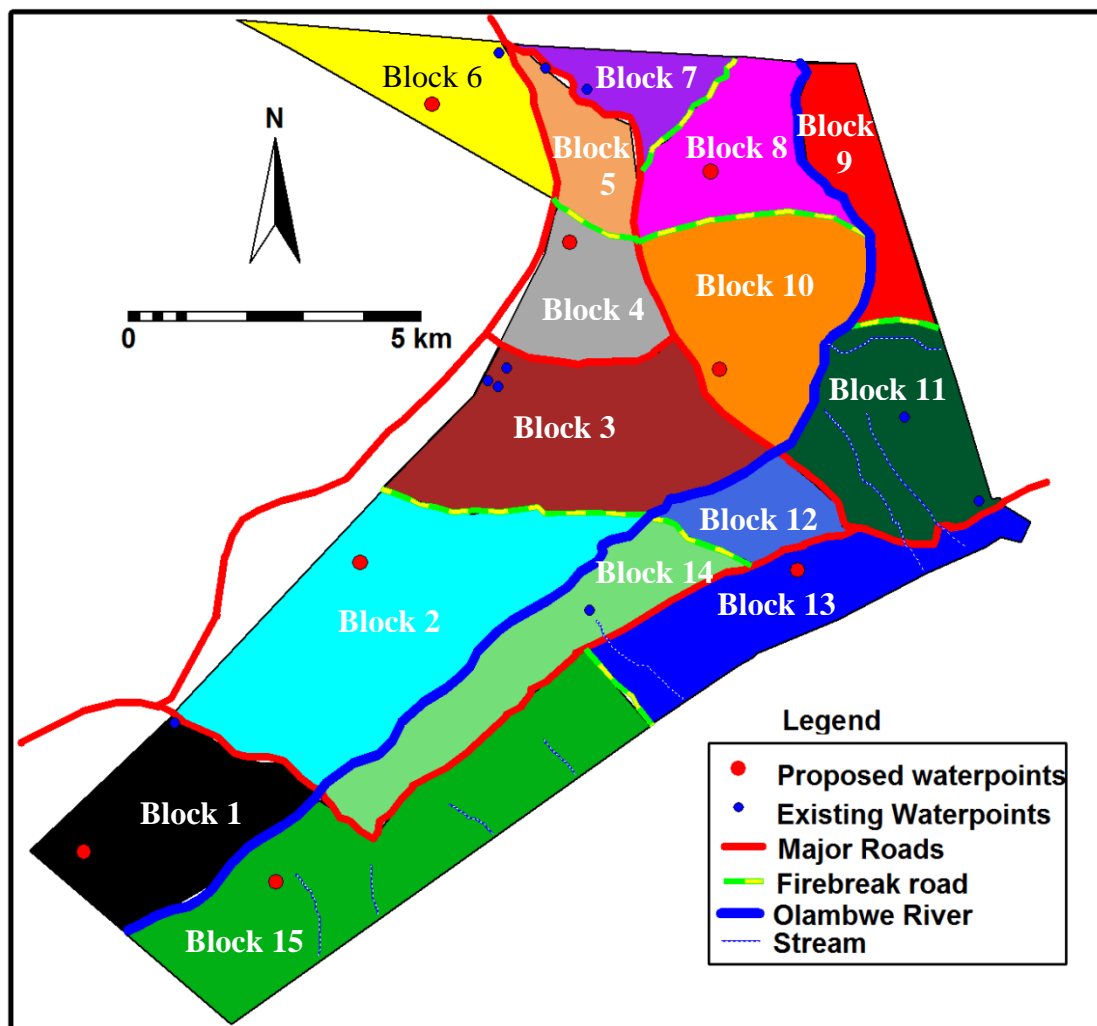 Block 6
Block 7
Block
5
Block 8
Block
9
N
Block 10
Block 4
0
5 km
Block 11
Block 3
Block 12
Block 14
Block 13
Block 2
Block 1
Block 15
Legend
Proposed waterpoints
Existing Waterpoints
Major Roads
Firebreak road
Olambwe River
Stream